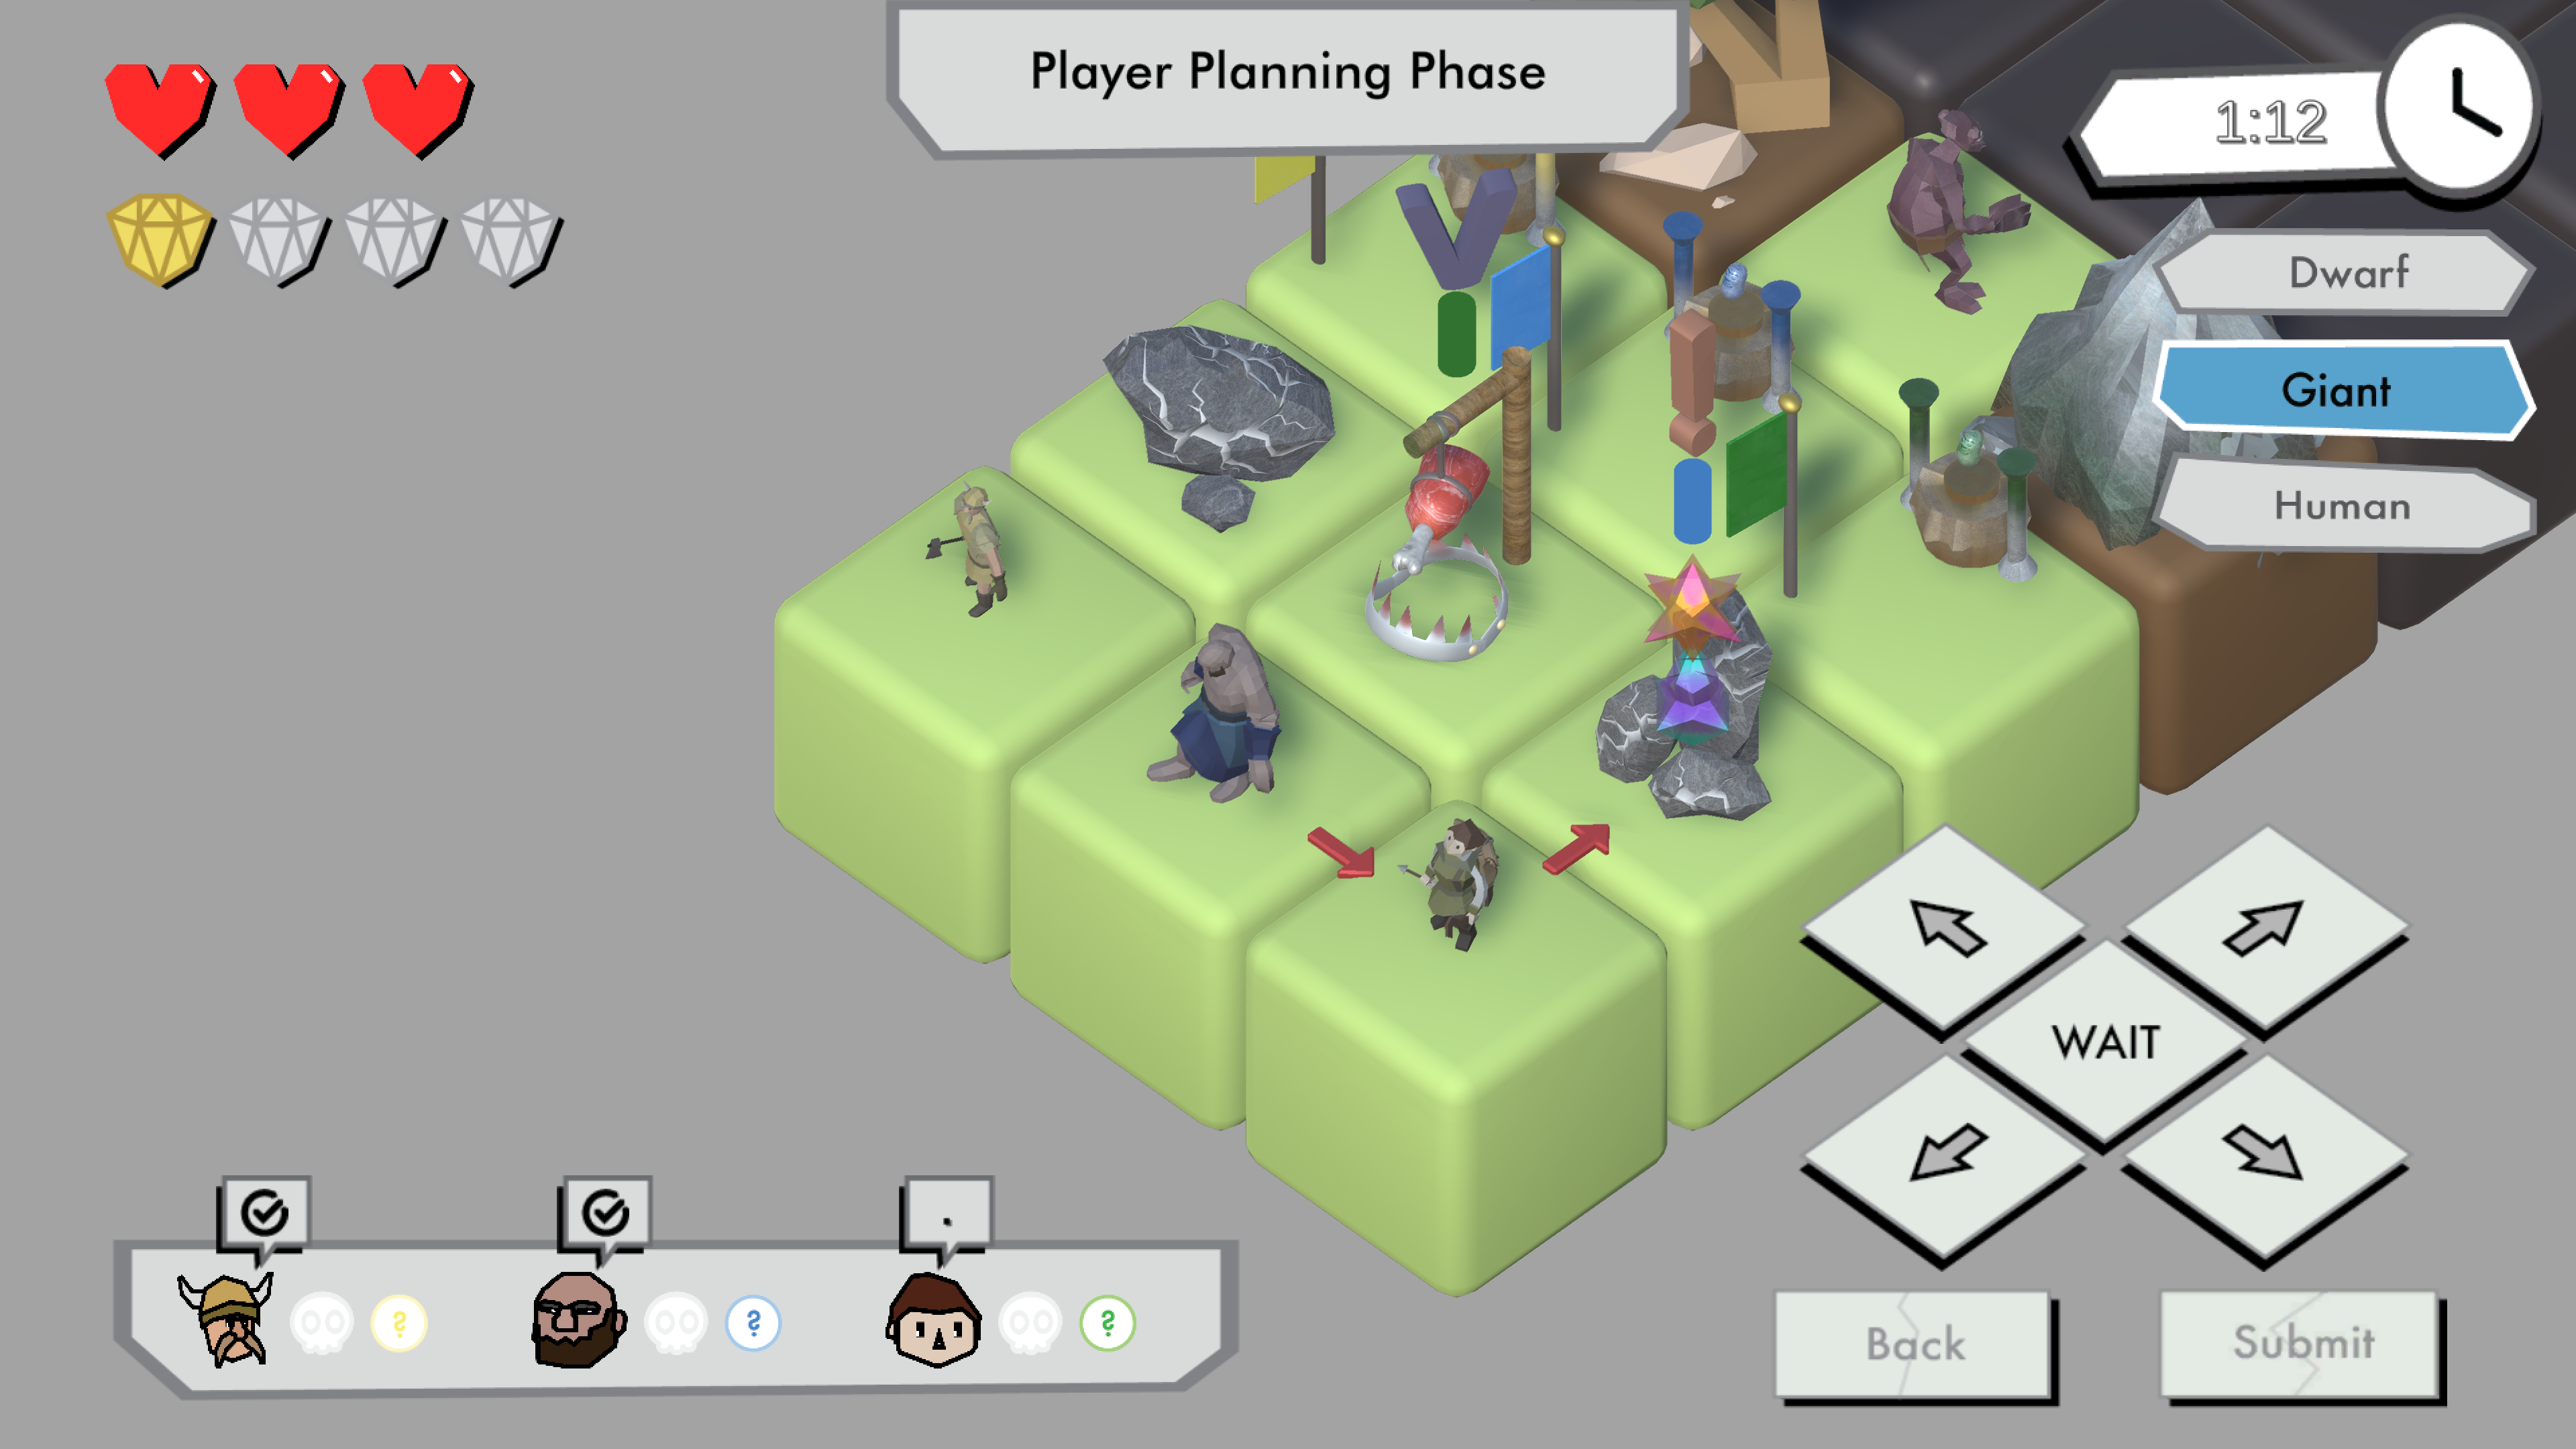 Player Planning Phase
1:12
Dwarf
Giant
Human
V
!
WAIT
.
? ? ?
Back
Submit